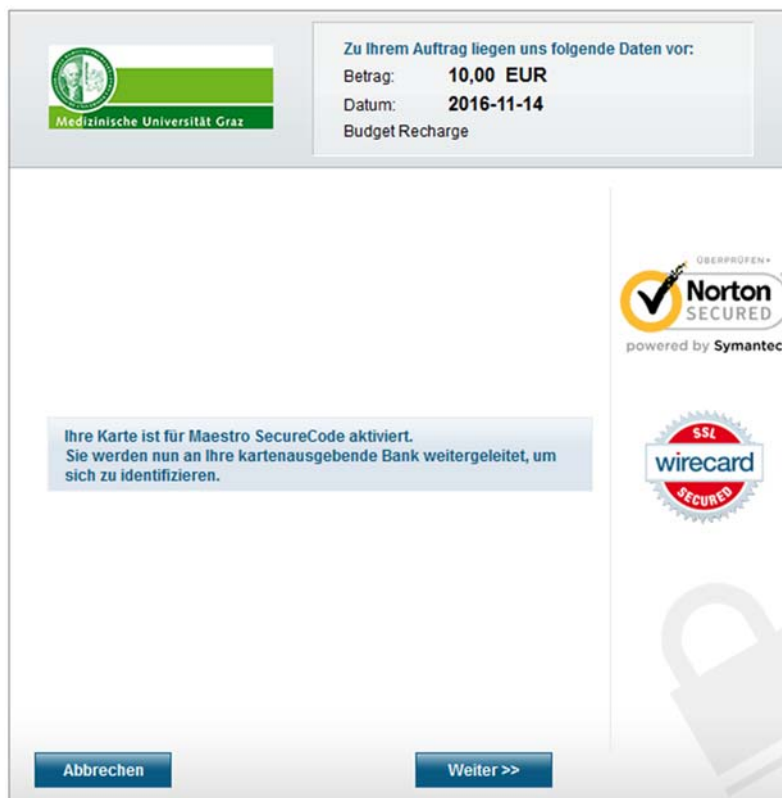 Medizinische Universität Graz
Zu Ihrem Auftrag liegen uns folgende Daten vor:
Betrag: 10,00 EUR
Datum: 2016-11-14
Budget Recharge
ÜBERPRÜFEN
Norton
SECURED
powered by Symantec
Ihre Karte ist für Maestro SecureCode aktiviert.
Sie werden nun an Ihre kartenausgebende Bank weitergeleitet, um
sich zu identifizieren.
SSL
wirecard
SECURED
Abbrechen
Weiter >>